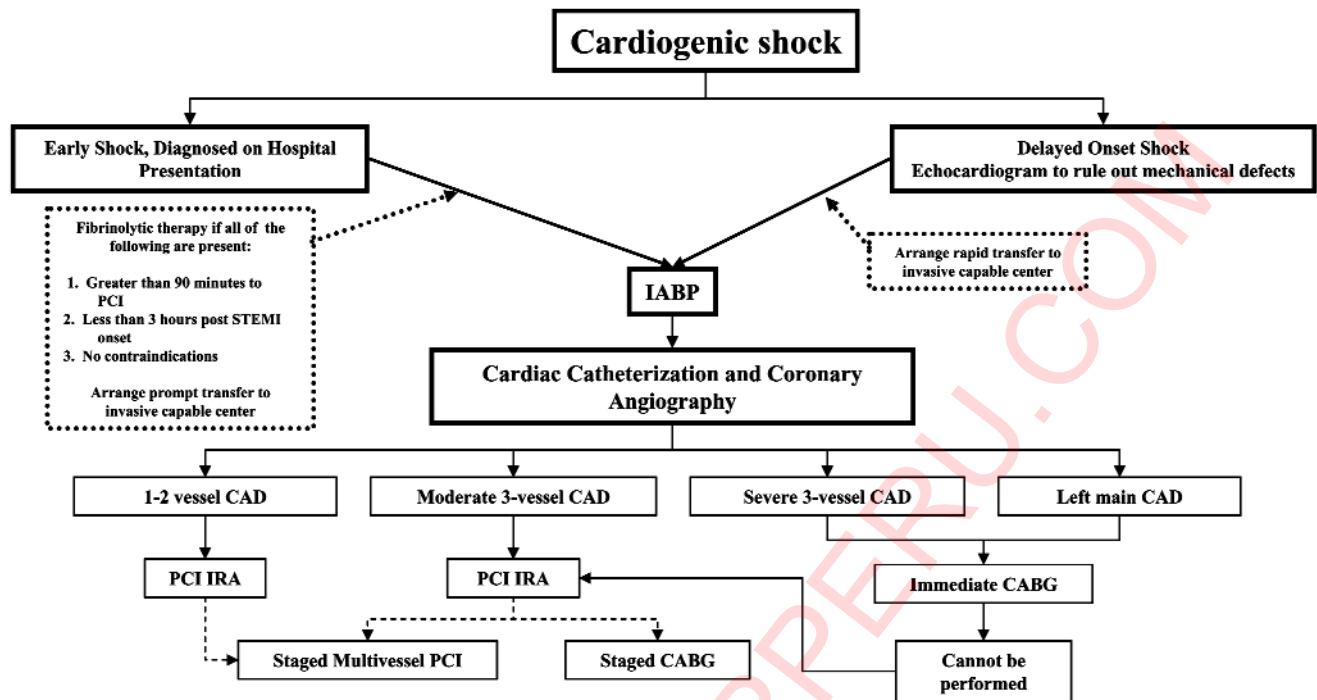 Cardiogenic shock
Early Shock, Diagnosed on Hospital
Presentation
Delayed Onset Shock
Echocardiogram to rule out mechanical defects
Fibrinolytic therapy if all of the
following are present:
1. Greater than 90 minutes to
PCI
2. Less than 3 hours post STEMI
onset
3. No contraindications
Arrange prompt transfer to
invasive capable center
Arrange rapid transfer to
invasive capable center
IABP
Cardiac Catheterization and Coronary
Angiography
1-2 vessel CAD
Moderate 3-vessel CAD
Severe 3-vessel CAD
Left main CAD
PCI IRA
PCI IRA
Immediate CABG
Staged Multivessel PCI
Staged CABG
Cannot be
performed
PPERU.COM